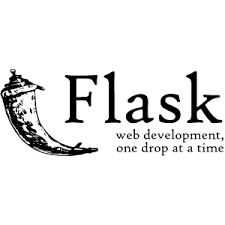 Flask
web development,
one drop at a time